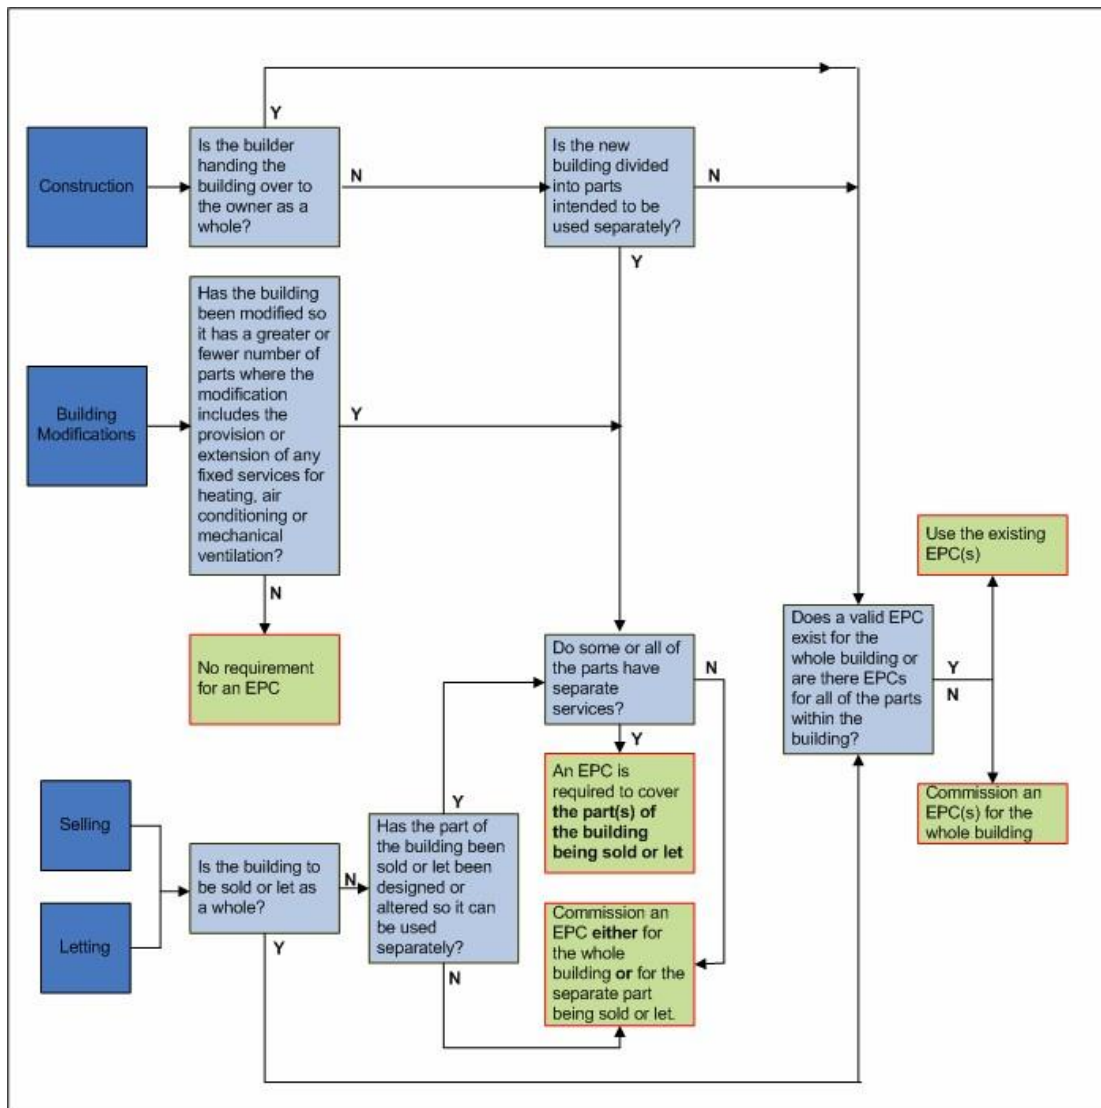 Y
Construction
Is the builder
handing the
building over to
the owner as a
whole?
N
Is the new
building divided
into parts
intended to be
used separately?
N
Y
Building
Modifications
Has the building
been modified so
it has a greater or
fewer number of
parts where the
modification
includes the
provision or
extension of any
fixed services for
heating, air
conditioning or
mechanical
ventilation?
Y
N
No requirement
for an EPC
Do some or all of
the parts have
separate
services?
N
Y
Does a valid EPC
exist for the
whole building or
are there EPCs
for all of the parts
within the
building?
Y
N
Use the existing
EPC(s)
Commission an
EPC(s) for the
whole building
An EPC is
required to cover
the part(s) of
the building
being sold or let
Selling
Letting
Is the building to
be sold or let as
a whole?
N
Y
Y
Has the part of
the building been
sold or let been
designed or
altered so it can
be used
separately?
N
Commission an
EPC either for
the whole
building or for the
separate part
being sold or let.